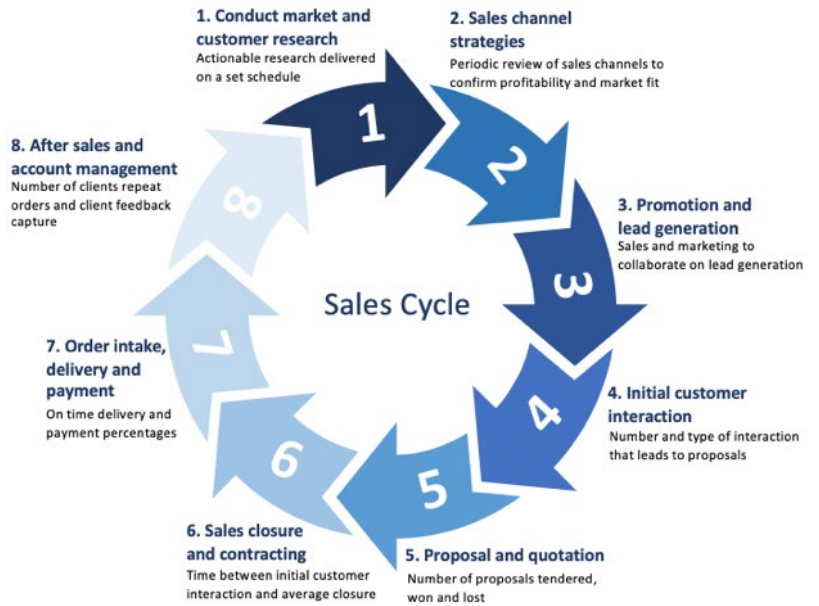 1. Conduct market and
customer research
Actionable research delivered
on a set schedule
2. Sales channel
strategies
Periodic review of sales channels to
confirm profitability and market fit
3. Promotion and
lead generation
Sales and marketing to
collaborate on lead generation
4. Initial customer
interaction
Number and type of interaction
that leads to proposals
5. Proposal and quotation
Number of proposals tendered,
won and lost
6. Sales closure
and contracting
Time between initial customer
interaction and average closure
7. Order intake,
delivery and
payment
On time delivery and
payment percentages
8. After sales and
account management
Number of clients repeat
orders and client feedback
capture
Sales Cycle
1
2
3
4
5
6
7
8